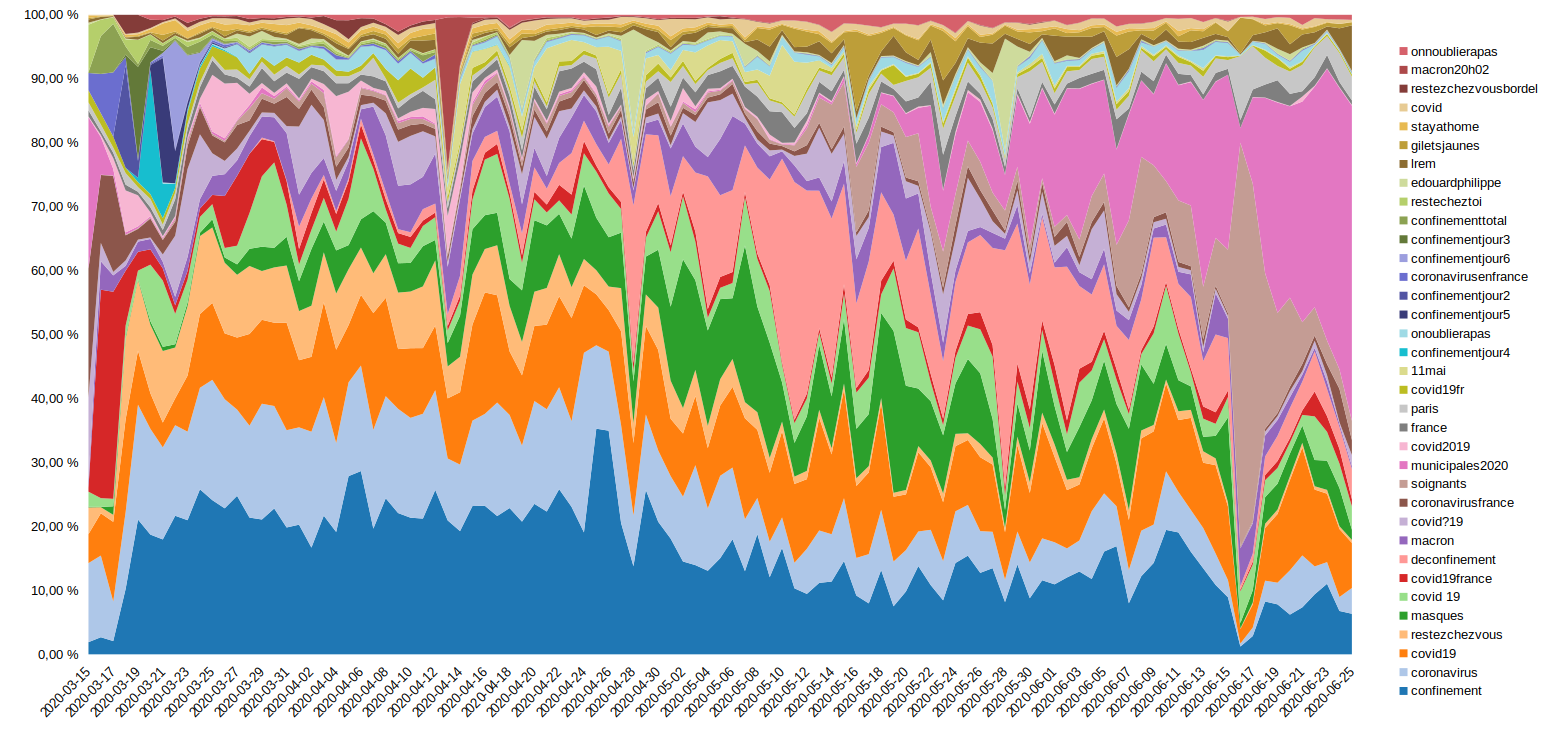 100,00 %
90,00 %
80,00 %
70,00 %
60,00 %
50,00 %
40,00 %
30,00 %
20,00 %
10,00 %
0,00 %
2020-03-15
2020-03-17
2020-03-19
2020-03-21
2020-03-23
2020-03-25
2020-03-27
2020-03-29
2020-03-31
2020-04-02
2020-04-04
2020-04-06
2020-04-08
2020-04-10
2020-04-12
2020-04-14
2020-04-16
2020-04-18
2020-04-20
2020-04-22
2020-04-24
2020-04-26
2020-04-28
2020-04-30
2020-05-02
2020-05-04
2020-05-06
2020-05-08
2020-05-10
2020-05-12
2020-05-14
2020-05-16
2020-05-18
2020-05-20
2020-05-22
2020-05-24
2020-05-26
2020-05-28
2020-05-30
2020-06-01
2020-06-03
2020-06-05
2020-06-07
2020-06-09
2020-06-11
2020-06-13
2020-06-15
2020-06-17
2020-06-19
2020-06-21
2020-06-23
2020-06-25
onnoublierapas
macron20h02
restezchezvousbordel
covid
stayathome
giletsjaunes
lrem
edouardphilippe
restecheztoi
confinementtotal
confinementjour3
confinementjour6
coronavirusenfrance
confinementjour2
confinementjour5
onoublierapas
confinementjour4
11mai
covid19fr
paris
france
covid2019
municipales2020
soignants
coronavirusfrance
covid?19
macron
deconfinement
covid19france
covid 19
masques
restezchezvous
covid19
coronavirus
confinement